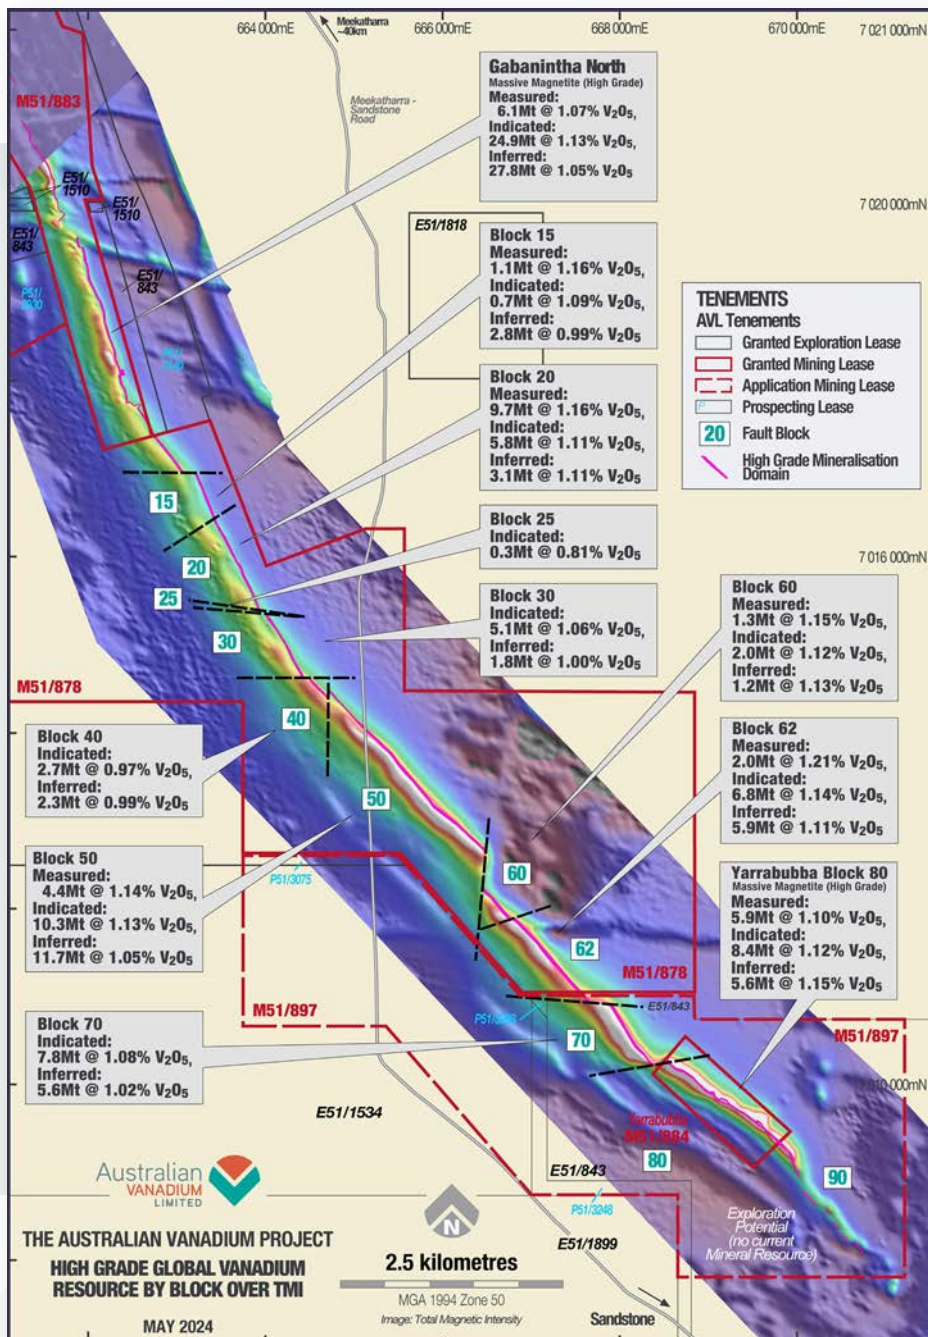 664 000mE
666 000mE
668 000mE
670 000mE
7 021 000mN
Meekatharra
~40km
Meekatharra -
Sandstone
Road
M51/883
Gabanintha North
Massive Magnetite (High Grade)
Measured:
6.1Mt @ 1.07% V₂O₅,
Indicated:
24.9Mt @ 1.13% V₂O₅,
Inferred:
27.8Mt @ 1.05% V₂O₅
E51/
1510
E51/
1510
E51/
843
E51/
843
7 020 000mN
E51/1818
Block 15
Measured:
1.1Mt @ 1.16% V₂O₅,
Indicated:
0.7Mt @ 1.09% V₂O₅,
Inferred:
2.8Mt @ 0.99% V₂O₅
TENEMENTS
AVL Tenements
Granted Exploration Lease
Granted Mining Lease
Application Mining Lease
P
Prospecting Lease
20
Fault Block
High Grade Mineralisation
Domain
Block 20
Measured:
9.7Mt @ 1.16% V₂O₅,
Indicated:
5.8Mt @ 1.11% V₂O₅,
Inferred:
3.1Mt @ 1.11% V₂O₅
15
20
25
30
40
50
60
62
70
80
90
Block 25
Indicated:
0.3Mt @ 0.81% V₂O₅
7 016 000mN
Block 30
Indicated:
5.1Mt @ 1.06% V₂O₅,
Inferred:
1.8Mt @ 1.00% V₂O₅
Block 60
Measured:
1.3Mt @ 1.15% V₂O₅,
Indicated:
2.0Mt @ 1.12% V₂O₅,
Inferred:
1.2Mt @ 1.13% V₂O₅
M51/878
Block 40
Indicated:
2.7Mt @ 0.97% V₂O₅,
Inferred:
2.3Mt @ 0.99% V₂O₅
Block 62
Measured:
2.0Mt @ 1.21% V₂O₅,
Indicated:
6.8Mt @ 1.14% V₂O₅,
Inferred:
5.9Mt @ 1.11% V₂O₅
Block 50
Measured:
4.4Mt @ 1.14% V₂O₅,
Indicated:
10.3Mt @ 1.13% V₂O₅,
Inferred:
11.7Mt @ 1.05% V₂O₅
P51/3075
Yarrabubba Block 80
Massive Magnetite (High Grade)
Measured:
5.9Mt @ 1.10% V₂O₅,
Indicated:
8.4Mt @ 1.12% V₂O₅,
Inferred:
5.6Mt @ 1.15% V₂O₅
M51/878
E51/843
M51/897
M51/897
Block 70
Indicated:
7.8Mt @ 1.08% V₂O₅,
Inferred:
5.6Mt @ 1.02% V₂O₅
7 010 000mN
E51/1534
Yarrabubba
M51/884
E51/843
P51/3248
E51/1899
Exploration
Potential
(no current
Mineral Resource)
Australian
VANADIUM
LIMITED
THE AUSTRALIAN VANADIUM PROJECT
HIGH GRADE GLOBAL VANADIUM
RESOURCE BY BLOCK OVER TMI
MAY 2024
N
2.5 kilometres
MGA 1994 Zone 50
Image: Total Magnetic Intensity
Sandstone